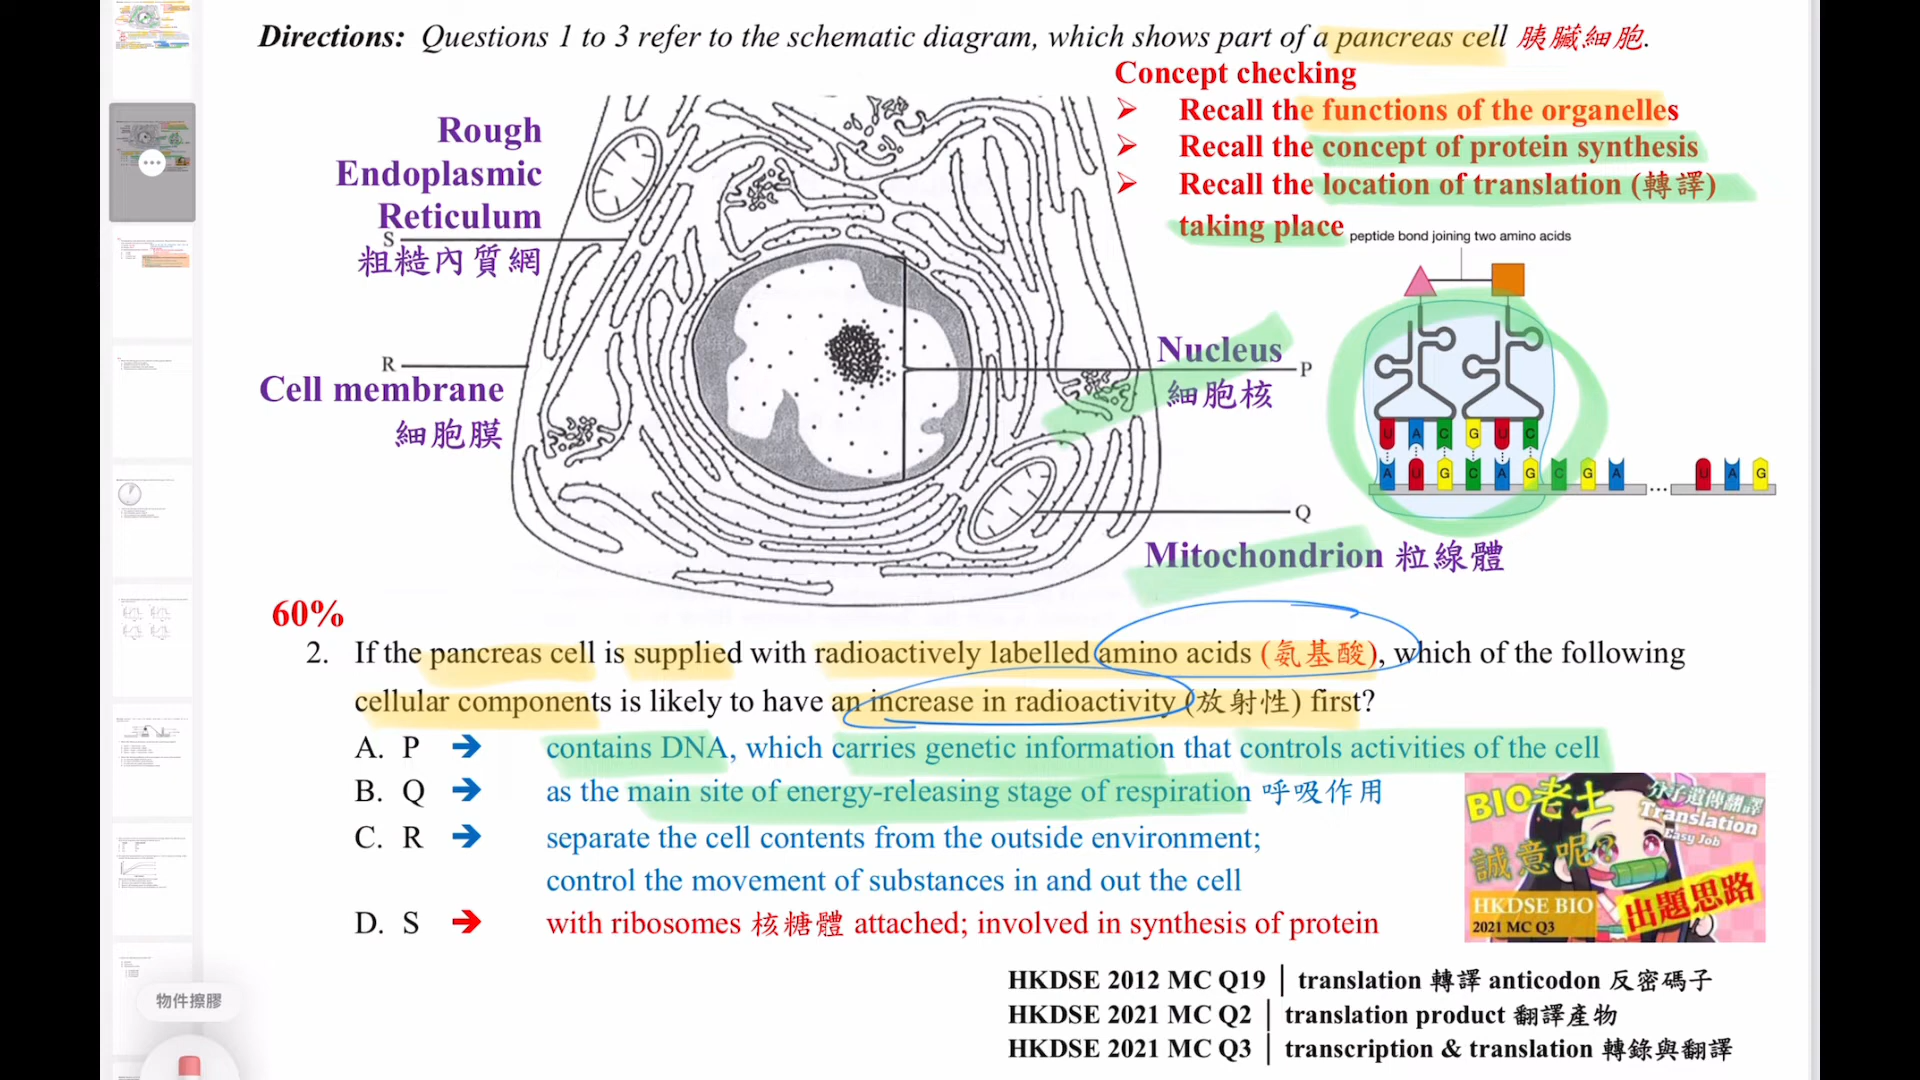 Directions: Questions 1 to 3 refer to the schematic diagram, which shows part of a pancreas cell 胰臟細胞.
Concept checking
➢ Recall the functions of the organelles
➢ Recall the concept of protein synthesis
➢ Recall the location of translation (轉譯)
taking place
Rough
Endoplasmic
Reticulum
S
粗糙內質網
R
Cell membrane
細胞膜
Nucleus
P
細胞核
Q
Mitochondrion 粒線體
peptide bond joining two amino acids
U A C G U C
A U G C A G C G A ... U A G
60%
2. If the pancreas cell is supplied with radioactively labelled amino acids (氨基酸), which of the following
cellular components is likely to have an increase in radioactivity (放射性) first?
A. P → contains DNA, which carries genetic information that controls activities of the cell
B. Q → as the main site of energy-releasing stage of respiration 呼吸作用
C. R → separate the cell contents from the outside environment;
control the movement of substances in and out the cell
D. S → with ribosomes 核糖體 attached; involved in synthesis of protein
BIO老土
分子遺傳翻譯
Translation
Easy Job
誠意呢?
HKDSE BIO
2021 MC Q3
出題思路
HKDSE 2012 MC Q19 | translation 轉譯 anticodon 反密碼子
HKDSE 2021 MC Q2 | translation product 翻譯產物
HKDSE 2021 MC Q3 | transcription & translation 轉錄與翻譯
物件擦膠